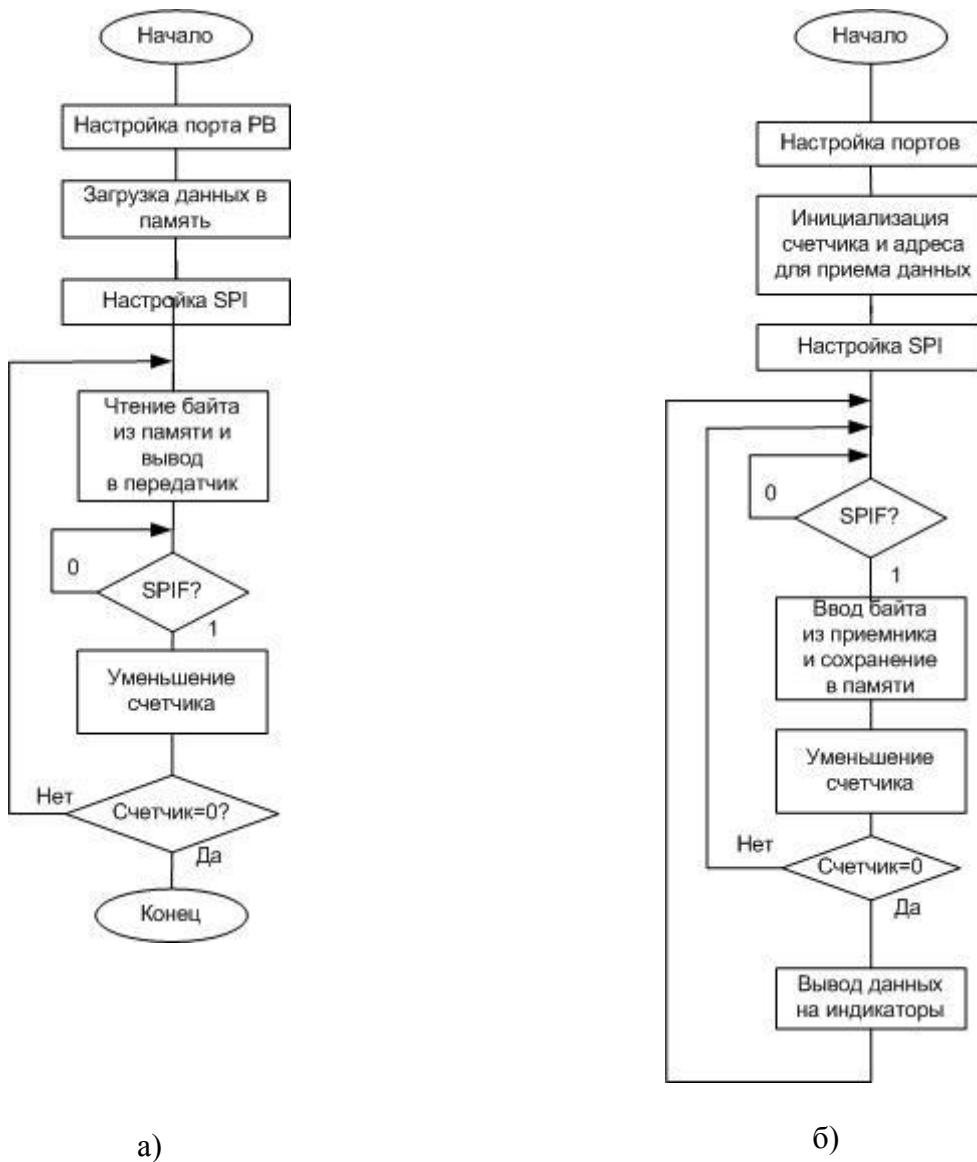 Начало
Настройка порта PB
Загрузка данных в
память
Настройка SPI
Чтение байта
из памяти и
вывод
в передатчик
0
SPIF?
1
Уменьшение
счетчика
Нет
Счетчик=0?
Да
Конец
а)
Начало
Настройка портов
Инициализация
счетчика и адреса
для приема данных
Настройка SPI
0
SPIF?
1
Ввод байта
из приемника
и сохранение
в памяти
Уменьшение
счетчика
Нет
Счетчик=0
Да
Вывод данных
на индикаторы
б)